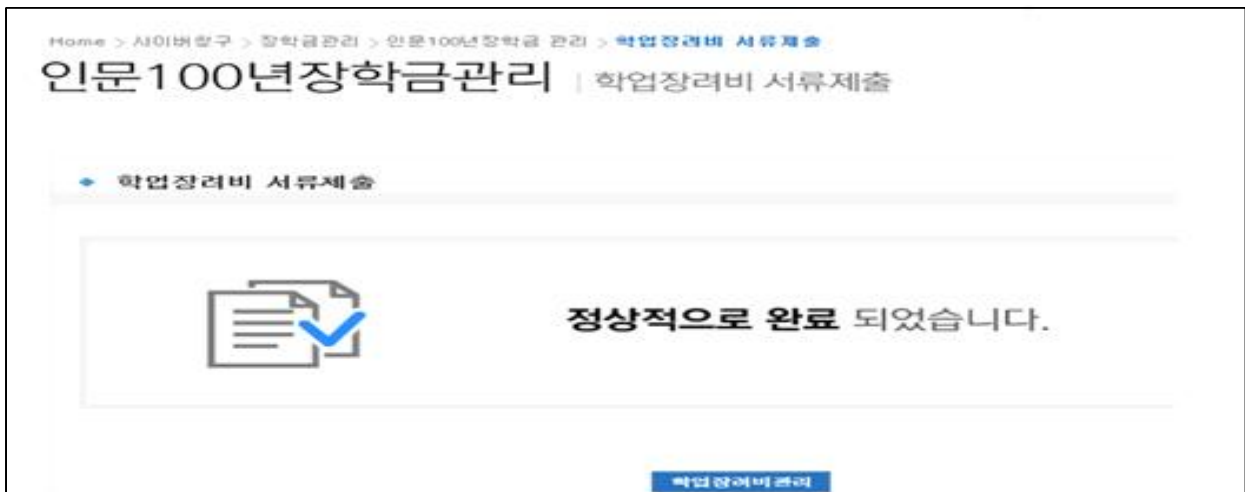 Home > 사이버창구 > 장학금관리 > 인문100년장학금 관리 > 학업장려비 서류제출
인문100년장학금관리 | 학업장려비 서류제출
학업장려비 서류제출
정상적으로 완료 되었습니다.
학업장려비관리